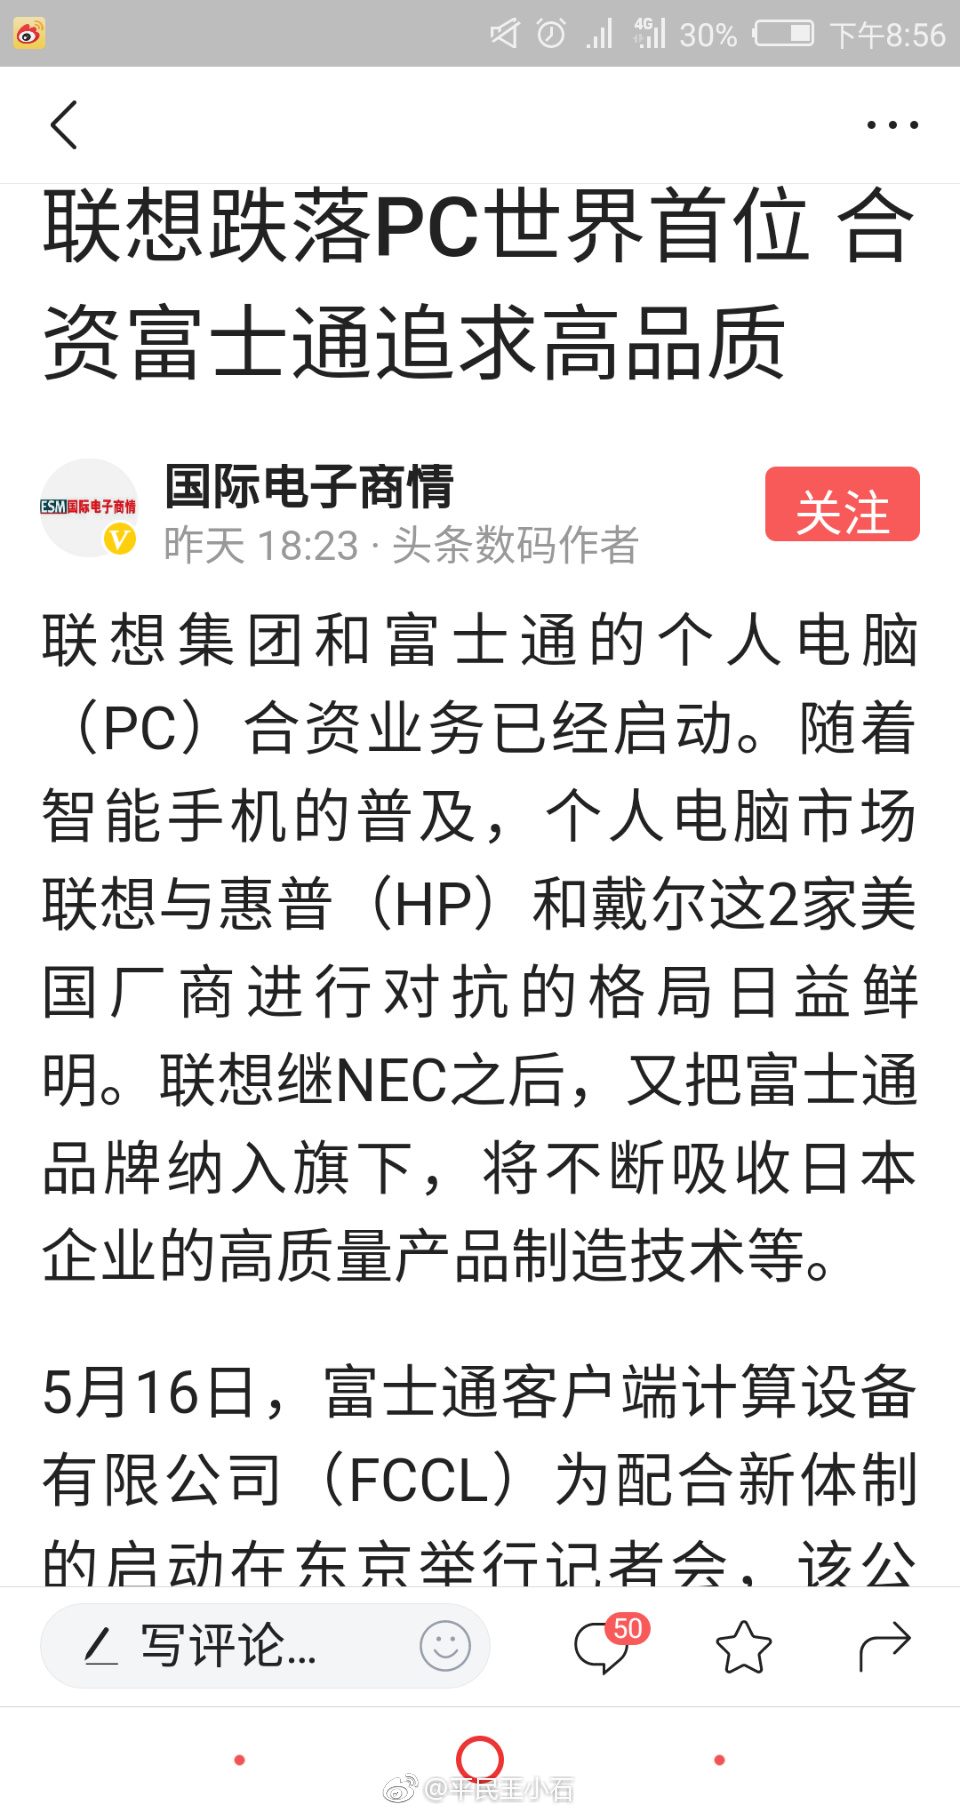 4G 30% 下午8:56
联想跌落PC世界首位 合
资富士通追求高品质
ESM国际电子商情
国际电子商情
关注
昨天 18:23 · 头条数码作者
联想集团和富士通的个人电脑
（PC）合资业务已经启动。随着
智能手机的普及，个人电脑市场
联想与惠普（HP）和戴尔这2家美
国厂商进行对抗的格局日益鲜
明。联想继NEC之后，又把富士通
品牌纳入旗下，将不断吸收日本
企业的高质量产品制造技术等。
5月16日，富士通客户端计算设备
有限公司（FCCL）为配合新体制
的启动在东京举行记者会，该公
写评论...
50
@平民王小石